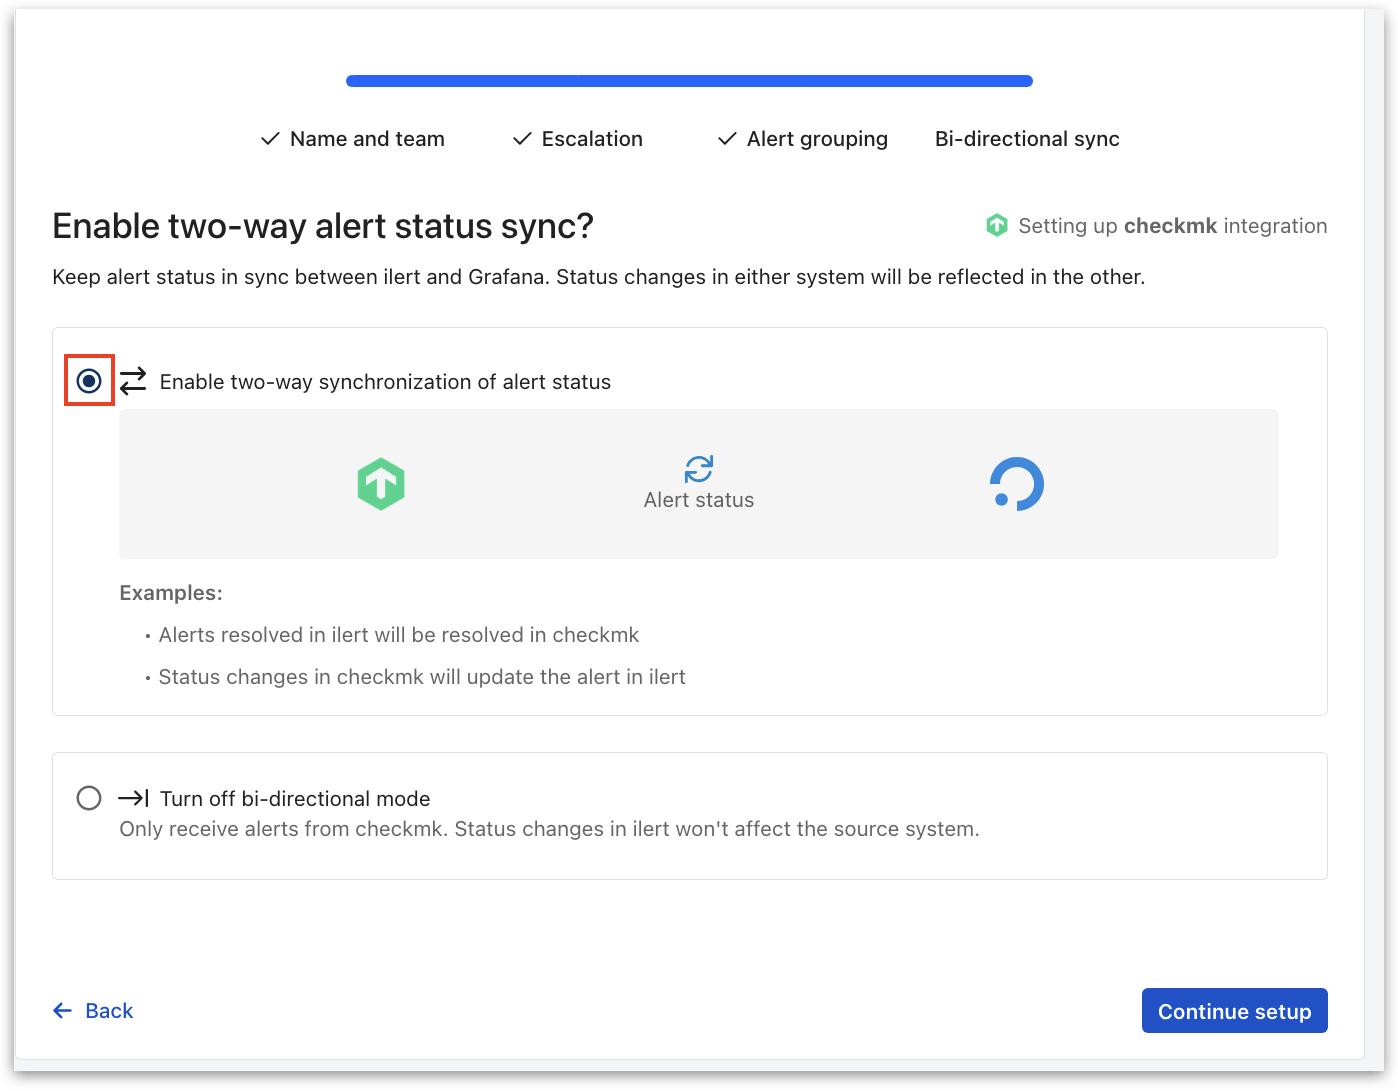 Name and team
Escalation
Alert grouping
Bi-directional sync
Enable two-way alert status sync?
Setting up checkmk integration
Keep alert status in sync between ilert and Grafana. Status changes in either system will be reflected in the other.
Enable two-way synchronization of alert status
Alert status
Examples:
• Alerts resolved in ilert will be resolved in checkmk
• Status changes in checkmk will update the alert in ilert
Turn off bi-directional mode
Only receive alerts from checkmk. Status changes in ilert won't affect the source system.
Back
Continue setup